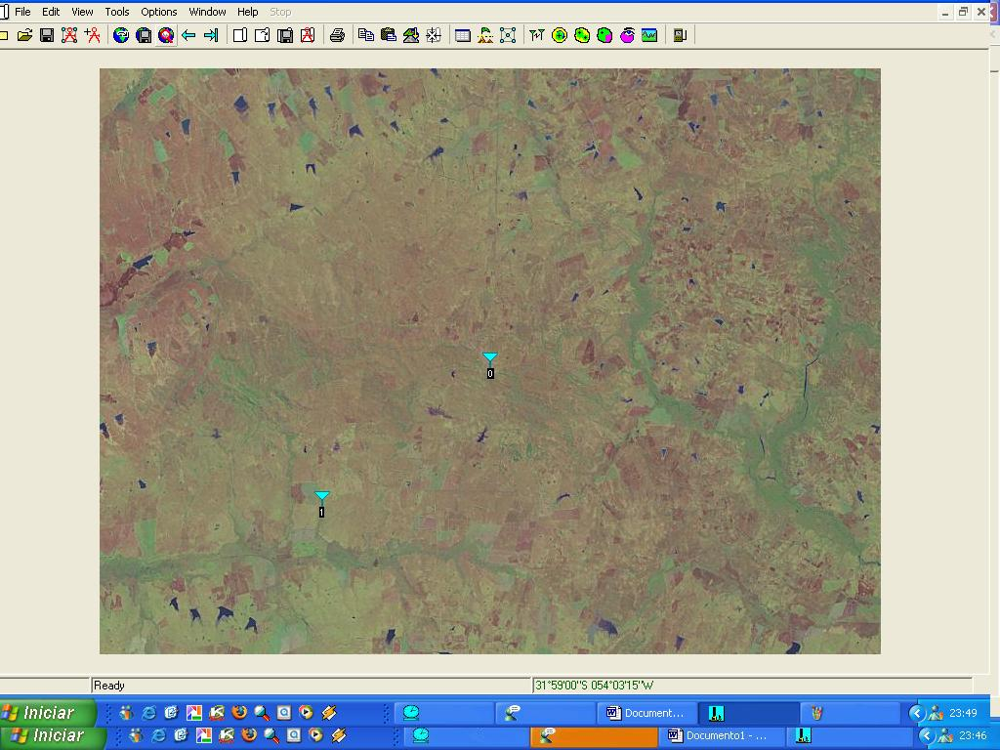 File Edit View Tools Options Window Help Stop
0
1
Ready 31°59'00"S 054°03'15"W
Iniciar Document... 23:49
Iniciar Documento1 - ... 23:46